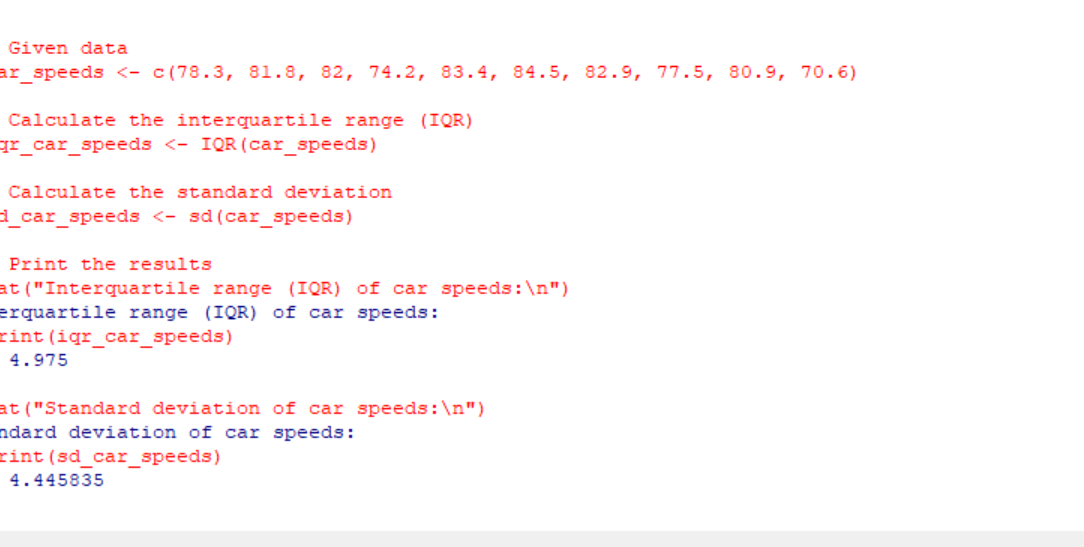 Given data
ar_speeds <- c(78.3, 81.8, 82, 74.2, 83.4, 84.5, 82.9, 77.5, 80.9, 70.6)
Calculate the interquartile range (IQR)
qr_car_speeds <- IQR(car_speeds)
Calculate the standard deviation
d_car_speeds <- sd(car_speeds)
Print the results
at("Interquartile range (IQR) of car speeds:\n")
erquartile range (IQR) of car speeds:
rint(iqr_car_speeds)
4.975
at("Standard deviation of car speeds:\n")
ndard deviation of car speeds:
rint(sd_car_speeds)
4.445835